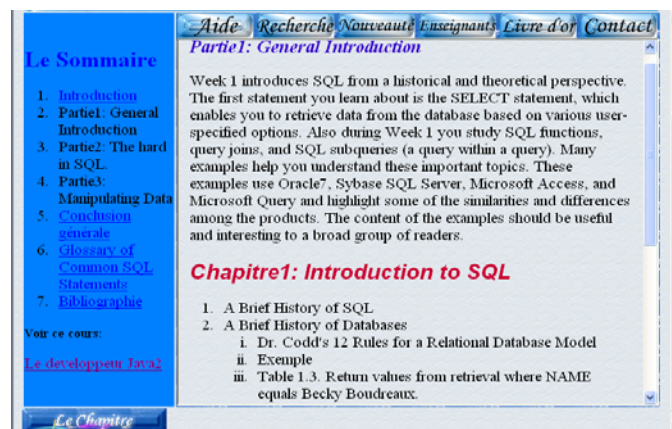 Aide Recherche Nouveauté Enseignants Livre d'or Contact
Le Sommaire
1. Introduction
2. Partie1: General
Introduction
3. Partie2: The hard
in SQL.
4. Partie3:
Manipulating Data
5. Conclusion
générale
6. Glossary of
Common SQL
Statements
7. Bibliographie
Voir ce cours:
Le developpeur Java2
Le Chapitre
Partie1: General Introduction
Week 1 introduces SQL from a historical and theoretical perspective.
The first statement you learn about is the SELECT statement, which
enables you to retrieve data from the database based on various user-
specified options. Also during Week 1 you study SQL functions,
query joins, and SQL subqueries (a query within a query). Many
examples help you understand these important topics. These
examples use Oracle7, Sybase SQL Server, Microsoft Access, and
Microsoft Query and highlight some of the similarities and differences
among the products. The content of the examples should be useful
and interesting to a broad group of readers.
Chapitre1: Introduction to SQL
1. A Brief History of SQL
2. A Brief History of Databases
i. Dr. Codd's 12 Rules for a Relational Database Model
ii. Exemple
iii. Table 1.3. Return values from retrieval where NAME
equals Becky Boudreaux.